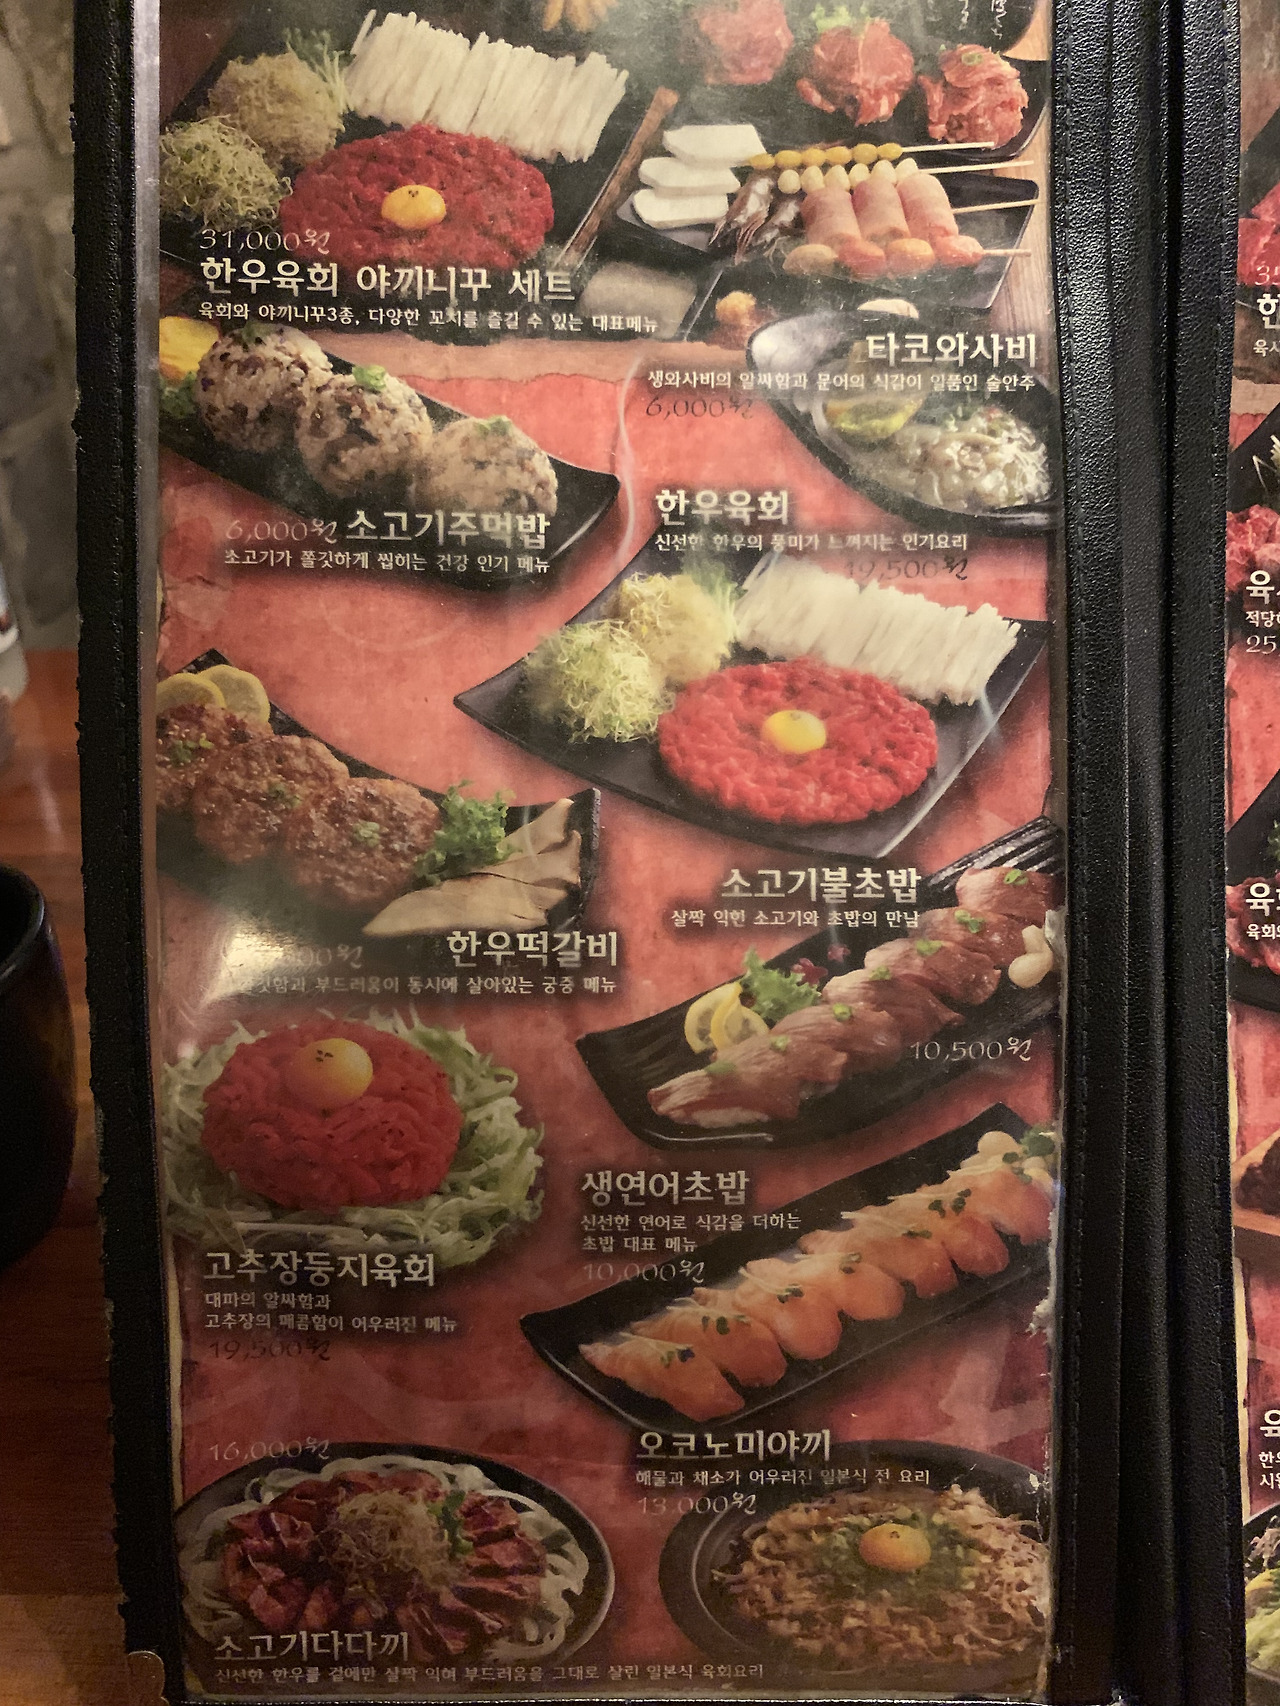 31,000원
한우육회 야끼니꾸 세트
육회와 야끼니꾸3종, 다양한 꼬치를 즐길 수 있는 대표메뉴
타코와사비
생와사비의 알싸함과 문어의 식감이 일품인 술안주
6,000원
6,000원 소고기주먹밥
소고기가 쫄깃하게 씹히는 건강 인기 메뉴
한우육회
신선한 한우의 풍미가 느껴지는 인기요리
19,500원
소고기불초밥
살짝 익힌 소고기와 초밥의 만남
10,500원
한우떡갈비
부드러움이 동시에 살아있는 궁중 메뉴
생연어초밥
신선한 연어로 식감을 더하는
초밥 대표 메뉴
10,000원
고추장둥지육회
대파의 알싸함과
고추장의 매콤함이 어우러진 메뉴
19,500원
오코노미야끼
해물과 채소가 어우러진 일본식 전 요리
13,000원
16,000원
소고기다다끼
신선한 한우를 겉에만 살짝 익혀 부드러움을 그대로 살린 일본식 육회요리